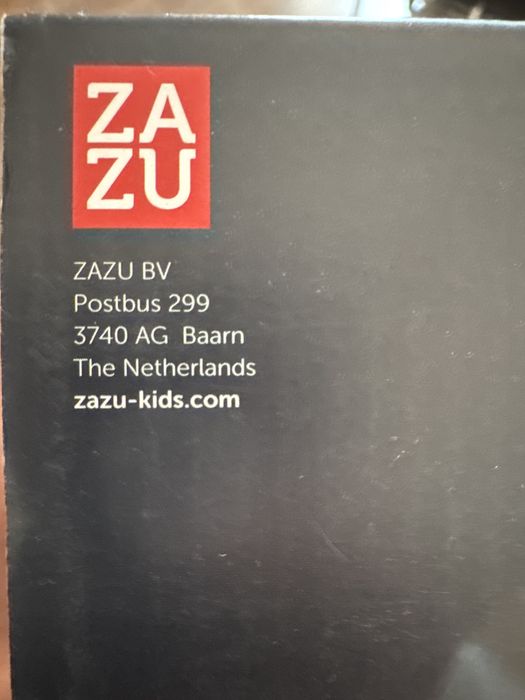 ZA
ZU
ZAZU BV
Postbus 299
3740 AG Baarn
The Netherlands
zazu-kids.com